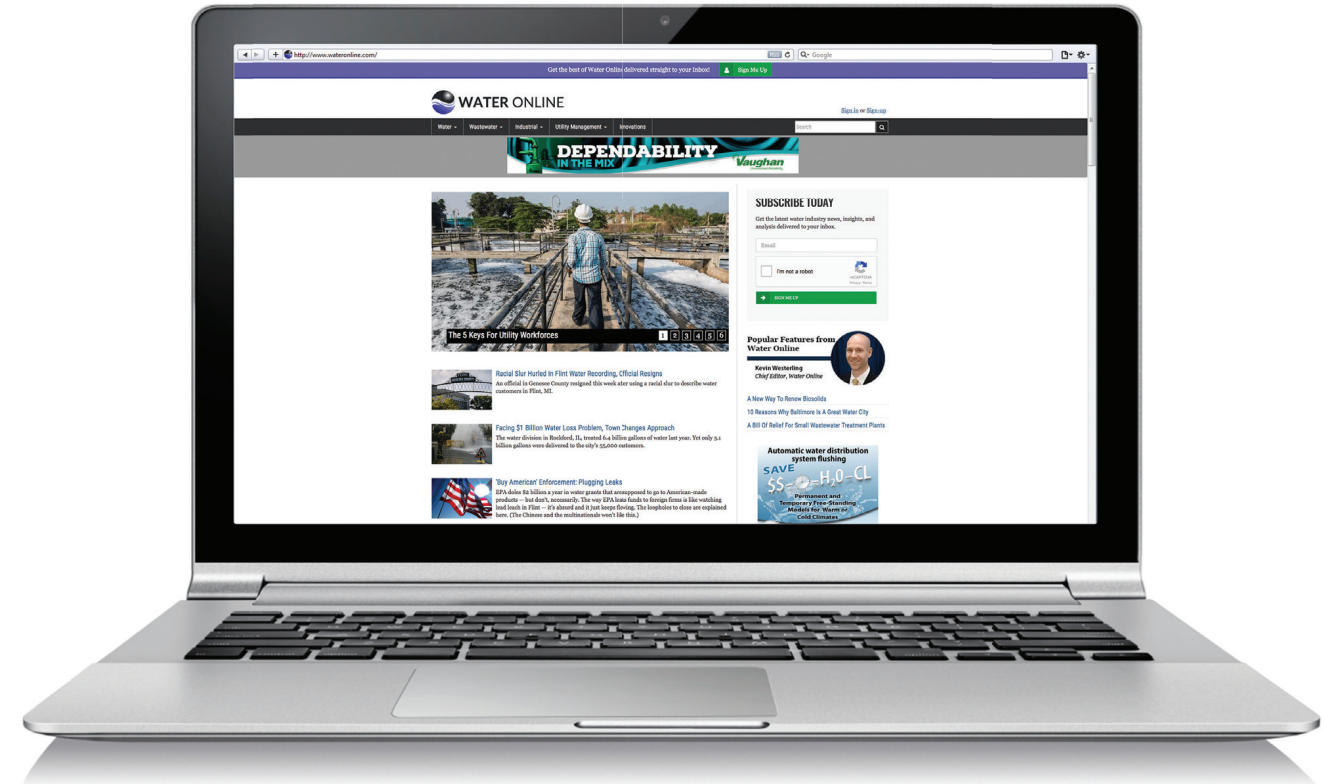 http://www.wateronline.com/
Google
Get the best of Water Online delivered straight to your Inbox!
Sign Me Up
WATER ONLINE
Sign in or Sign-up
Water
Wastewater
Industrial
Utility Management
Innovations
Search
DEPENDABILITY
IN THE MIX
Vaughan
The 5 Keys For Utility Workforces
1 2 3 4 5 6
Racial Slur Hurled In Flint Water Recording, Official Resigns
An official in Genesee County resigned this week ater using a racial slur to describe water
customers in Flint, MI.
Facing $1 Billion Water Loss Problem, Town Changes Approach
The water division in Rockford, IL, treated 6.4 billion gallons of water last year. Yet only 5.1
billion gallons were delivered to the city's 55,000 customers.
'Buy American' Enforcement: Plugging Leaks
EPA doles $2 billion a year in water grants that aresupposed to go to American-made
products — but don't, necessarily. The way EPA leaks funds to foreign firms is like watching
lead leach in Flint — it's absurd and it just keeps flowing. The loopholes to close are explained
here. (The Chinese and the multinationals won't like this.)
SUBSCRIBE TODAY
Get the latest water industry news, insights, and
analysis delivered to your inbox.
Email
I'm not a robot
reCAPTCHA
Privacy - Terms
SIGN ME UP
Popular Features from
Water Online
Kevin Westerling
Chief Editor, Water Online
A New Way To Renew Biosolids
10 Reasons Why Baltimore Is A Great Water City
A Bill Of Relief For Small Wastewater Treatment Plants
Automatic water distribution
system flushing
SAVE
$$-H₂O-CL
Permanent and
Temporary Free-Standing
Models for Warm or
Cold Climates